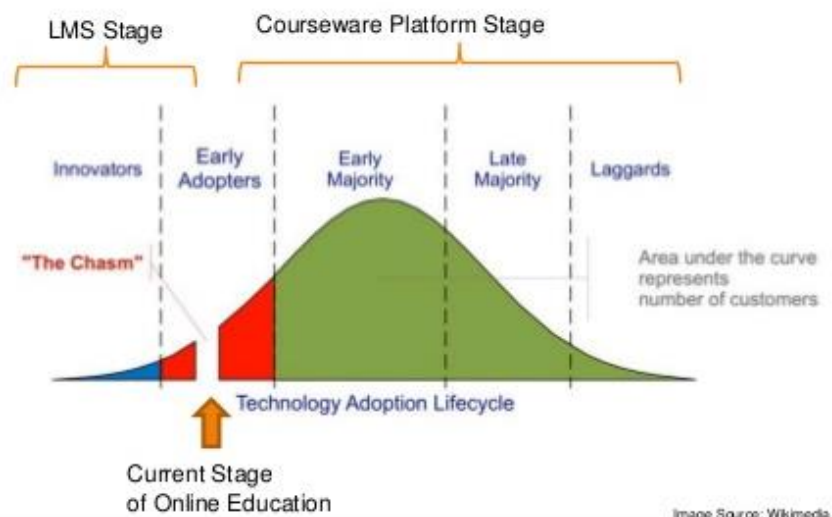 LMS Stage
Courseware Platform Stage
Innovators
Early
Adopters
Early
Majority
Late
Majority
Laggards
"The Chasm"
Area under the curve
represents
number of customers
Technology Adoption Lifecycle
Current Stage
of Online Education
Image Source: Wikimedia